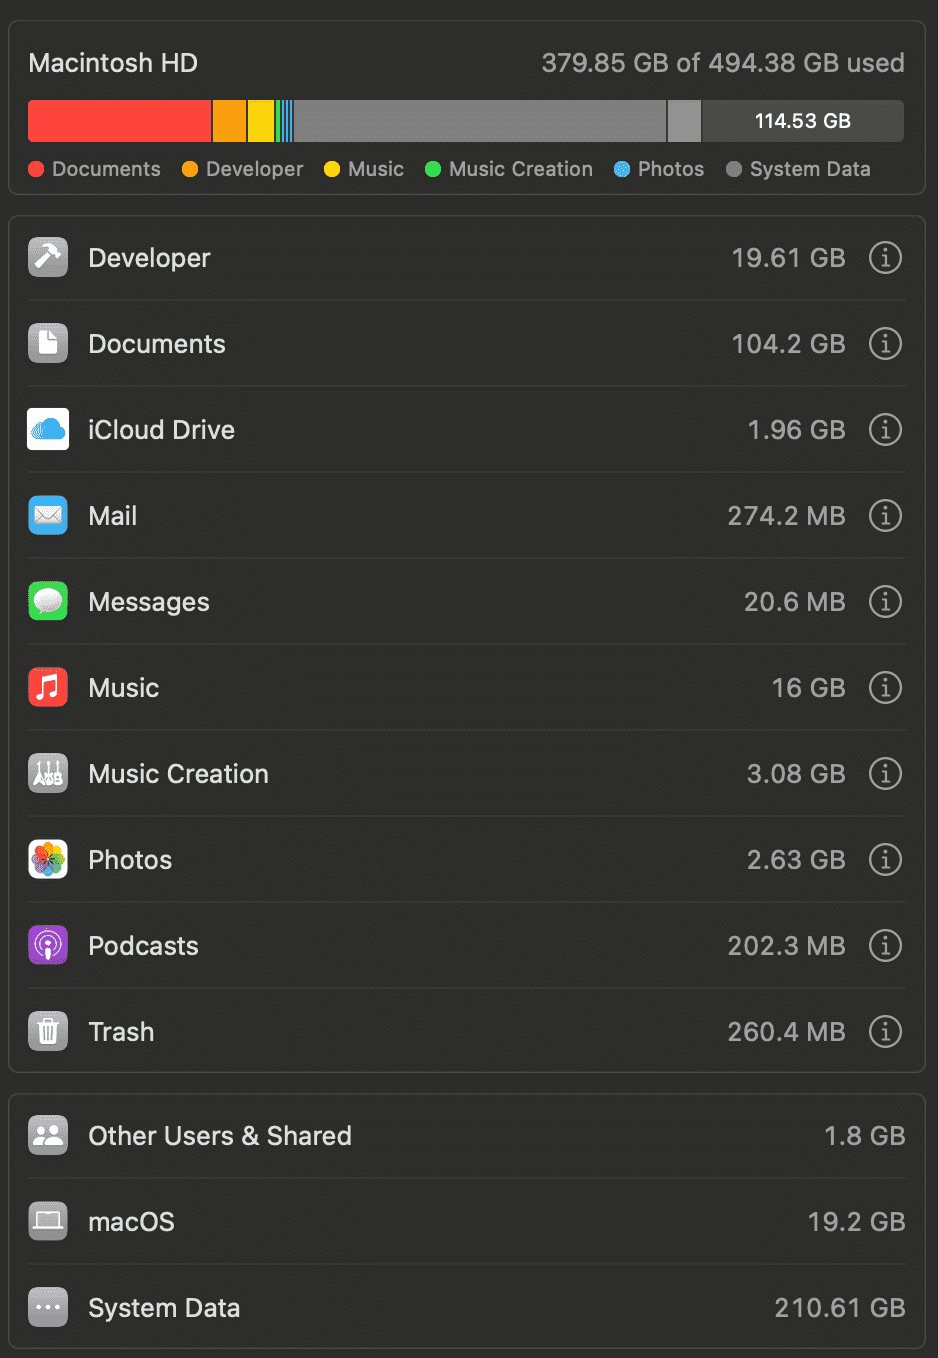 Macintosh HD 379.85 GB of 494.38 GB used
114.53 GB
Documents Developer Music Music Creation Photos System Data
Developer 19.61 GB
Documents 104.2 GB
iCloud Drive 1.96 GB
Mail 274.2 MB
Messages 20.6 MB
Music 16 GB
Music Creation 3.08 GB
Photos 2.63 GB
Podcasts 202.3 MB
Trash 260.4 MB
Other Users & Shared 1.8 GB
macOS 19.2 GB
System Data 210.61 GB